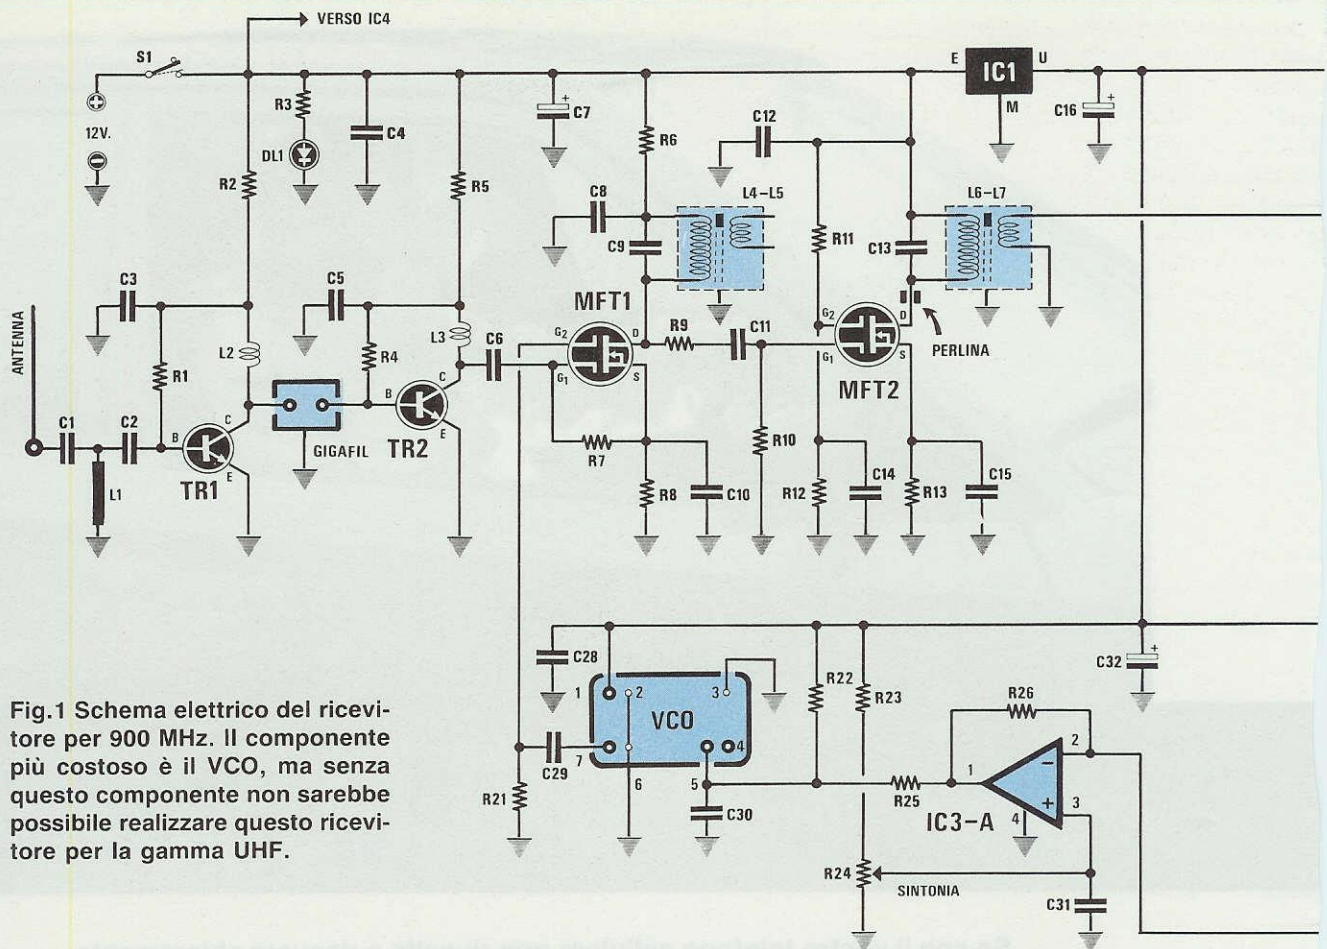 VERSO IC4
S1
E
IC1
U
M
C16
+
12V.
R3
DL1
C4
+
C7
R6
C12
R2
R5
C8
L4-L5
L6-L7
C9
R11
C13
C3
C5
MFT1
ANTENNA
R1
L2
R4
L3
C6
G2
D
R9
C11
G2
D
G1
S
G1
S
PERLINA
MFT2
C1
C2
B
C
E
TR1
GIGAFIL
B
C
E
TR2
L1
R7
R8
C10
R10
R12
C14
R13
C15
C28
1
2
3
VCO
7
6
5
4
C29
R21
C30
R22
R23
R25
R26
C32
+
1
2
3
4
IC3-A
R24
SINTONIA
C31
Fig.1 Schema elettrico del ricevi-
tore per 900 MHz. Il componente
più costoso è il VCO, ma senza
questo componente non sarebbe
possibile realizzare questo ricevi-
tore per la gamma UHF.